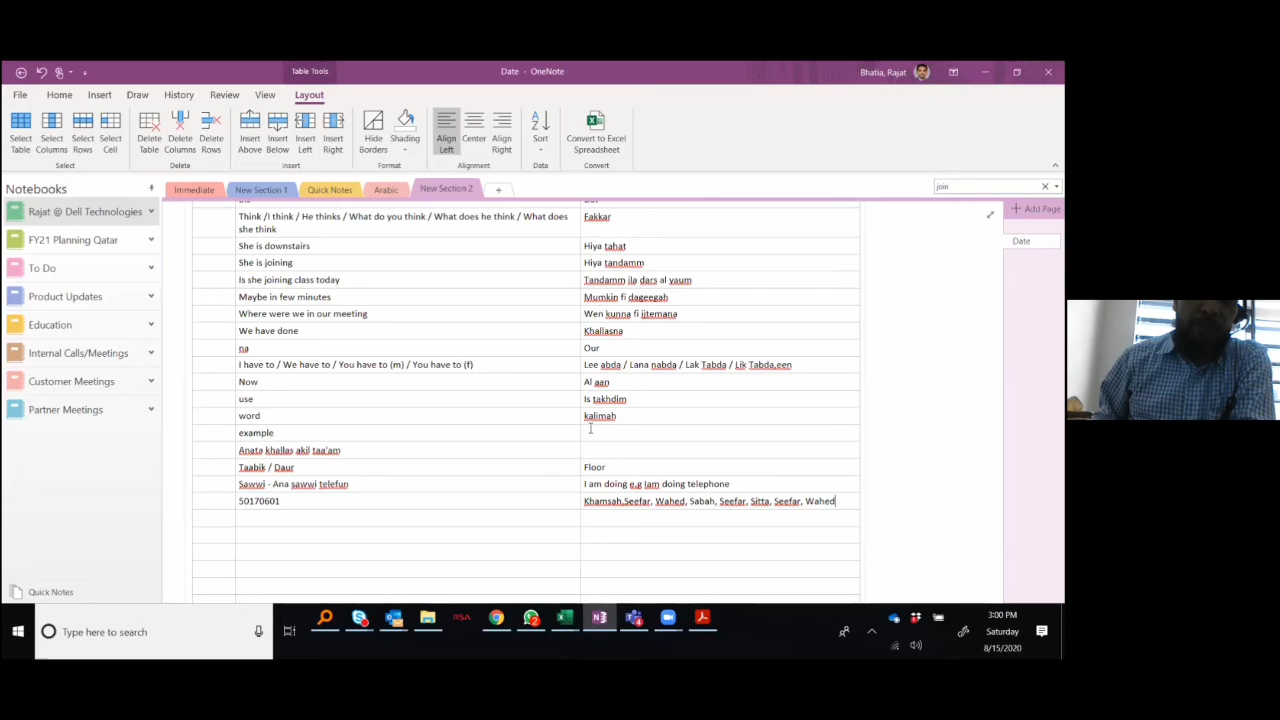 Table Tools
Date - OneNote
Bhatia, Rajat
File Home Insert Draw History Review View Layout
Select Table
Select Columns
Select Rows
Select Cell
Delete Table
Delete Columns
Delete Rows
Insert Above
Insert Below
Insert Left
Insert Right
Hide Borders
Shading
Align Left
Center
Align Right
Sort
Convert to Excel Spreadsheet
Select Delete Insert Format Alignment Data Convert
Notebooks
Immediate New Section 1 Quick Notes Arabic New Section 2
join
Rajat @ Dell Technologies
FY21 Planning Qatar
To Do
Product Updates
Education
Internal Calls/Meetings
Customer Meetings
Partner Meetings
Quick Notes
Add Page
Date
Think /I think / He thinks / What do you think / What does he think / What does she think Fakkar
She is downstairs Hiya tahat
She is joining Hiya tandamm
Is she joining class today Tandamm ila dars al yaum
Maybe in few minutes Mumkin fi dageegah
Where were we in our meeting Wen kunna fi ijtemana
We have done Khallasna
na Our
I have to / We have to / You have to (m) / You have to (f) Lee abda / Lana nabda / Lak Tabda / Lik Tabda,een
Now Al aan
use Is takhdim
word kalimah
example
Anata khallas akil taa'am
Taabik / Daur Floor
Sawwi - Ana sawwi telefun I am doing e.g Iam doing telephone
50170601 Khamsah,Seefar, Wahed, Sabah, Seefar, Sitta, Seefar, Wahed
Type here to search
RSA
3:00 PM
Saturday
8/15/2020